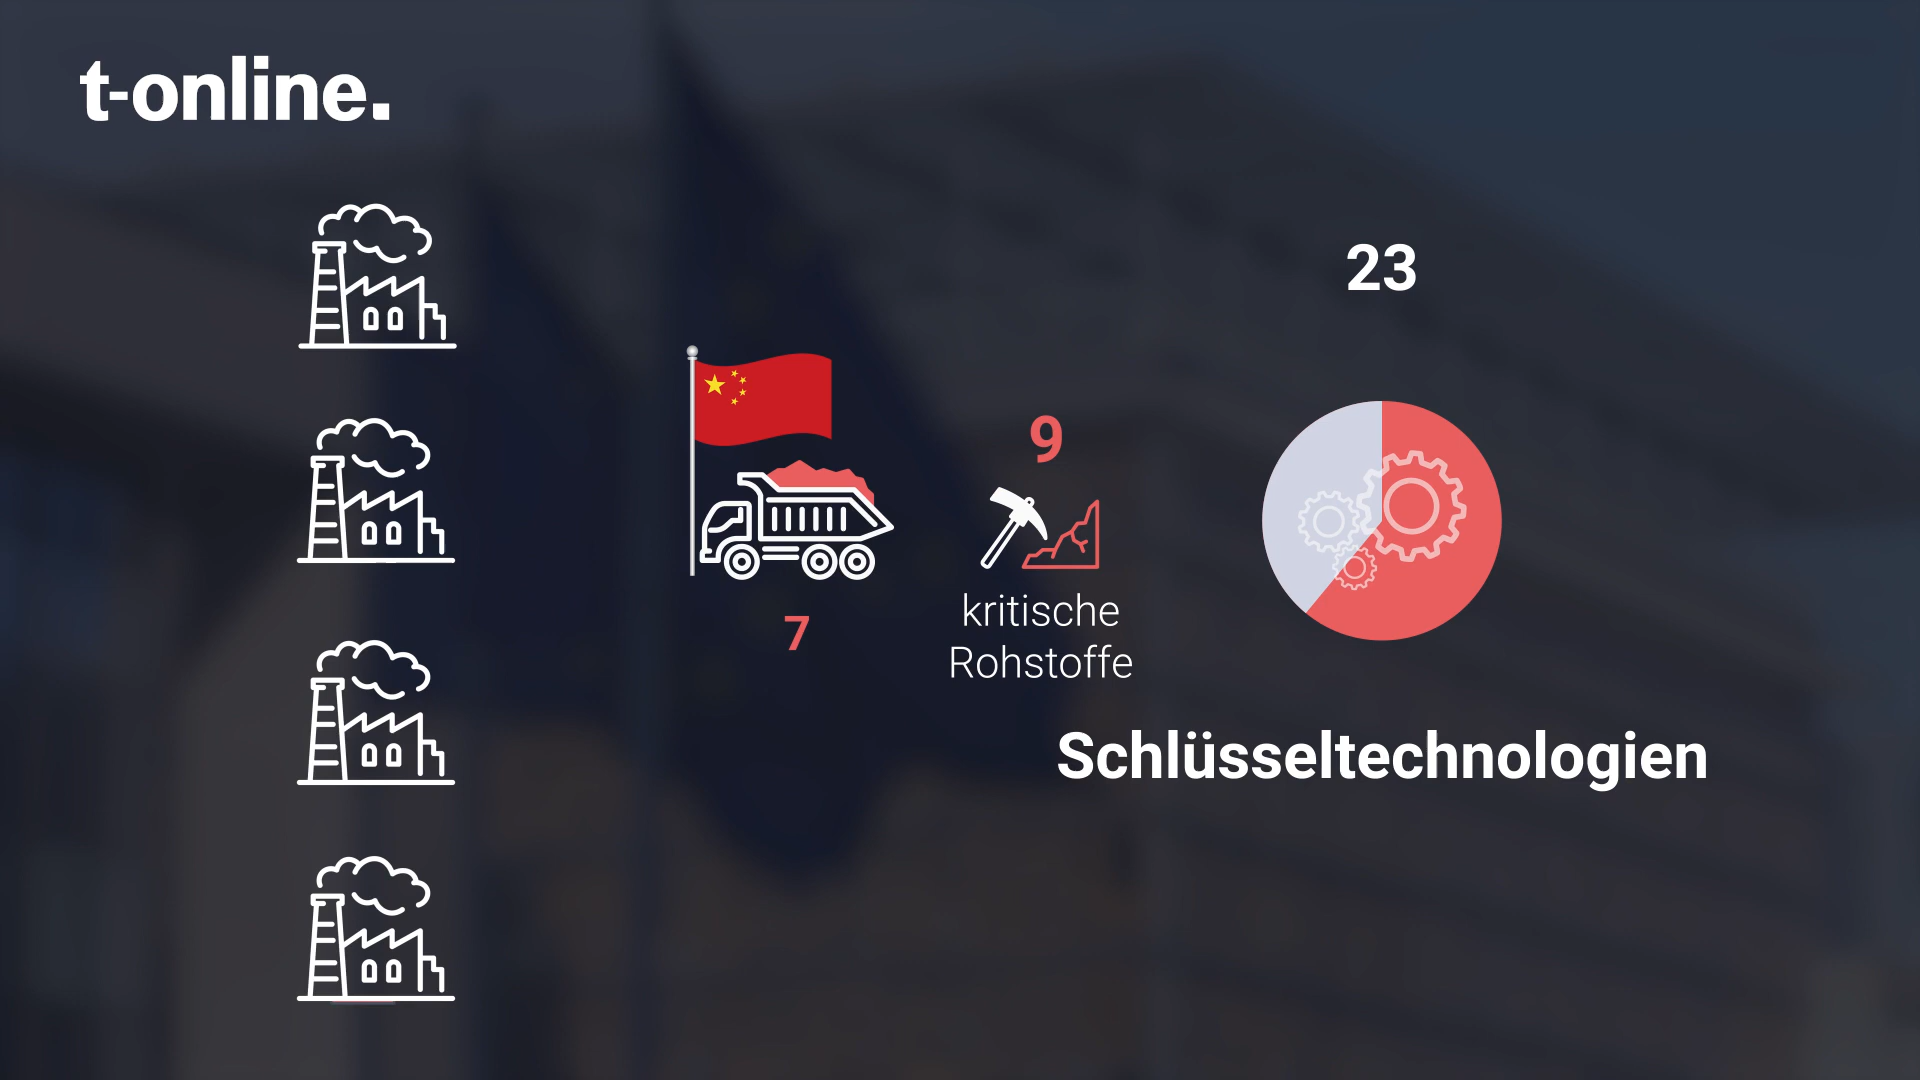 t-online.
7
9
kritische
Rohstoffe
23
Schlüsseltechnologien